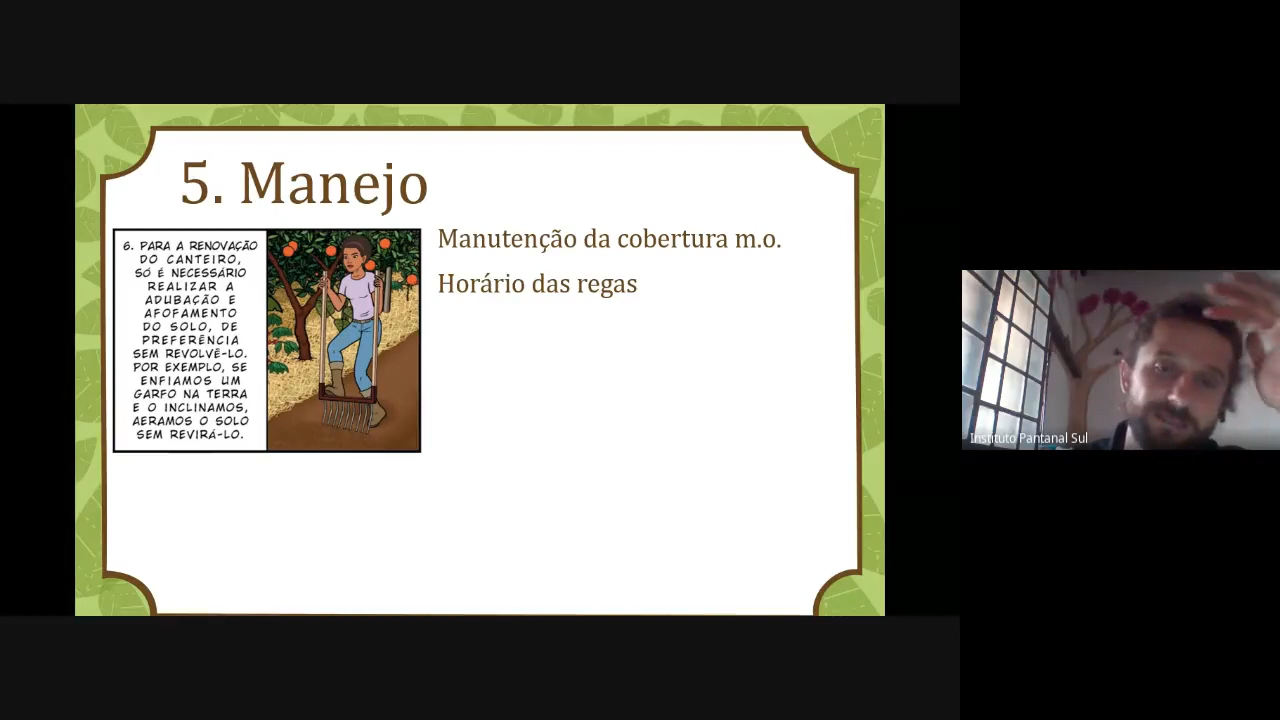 5. Manejo
6. PARA A RENOVAÇÃO
DO CANTEIRO,
SÓ É NECESSÁRIO
REALIZAR A
ADUBAÇÃO E
AFOFAMENTO
DO SOLO, DE
PREFERÊNCIA
SEM REVOLVÊ-LO.
POR EXEMPLO, SE
ENFIAMOS UM
GARFO NA TERRA
E O INCLINAMOS,
AERAMOS O SOLO
SEM REVIRÁ-LO.
Manutenção da cobertura m.o.
Horário das regas
Instituto Pantanal Sul